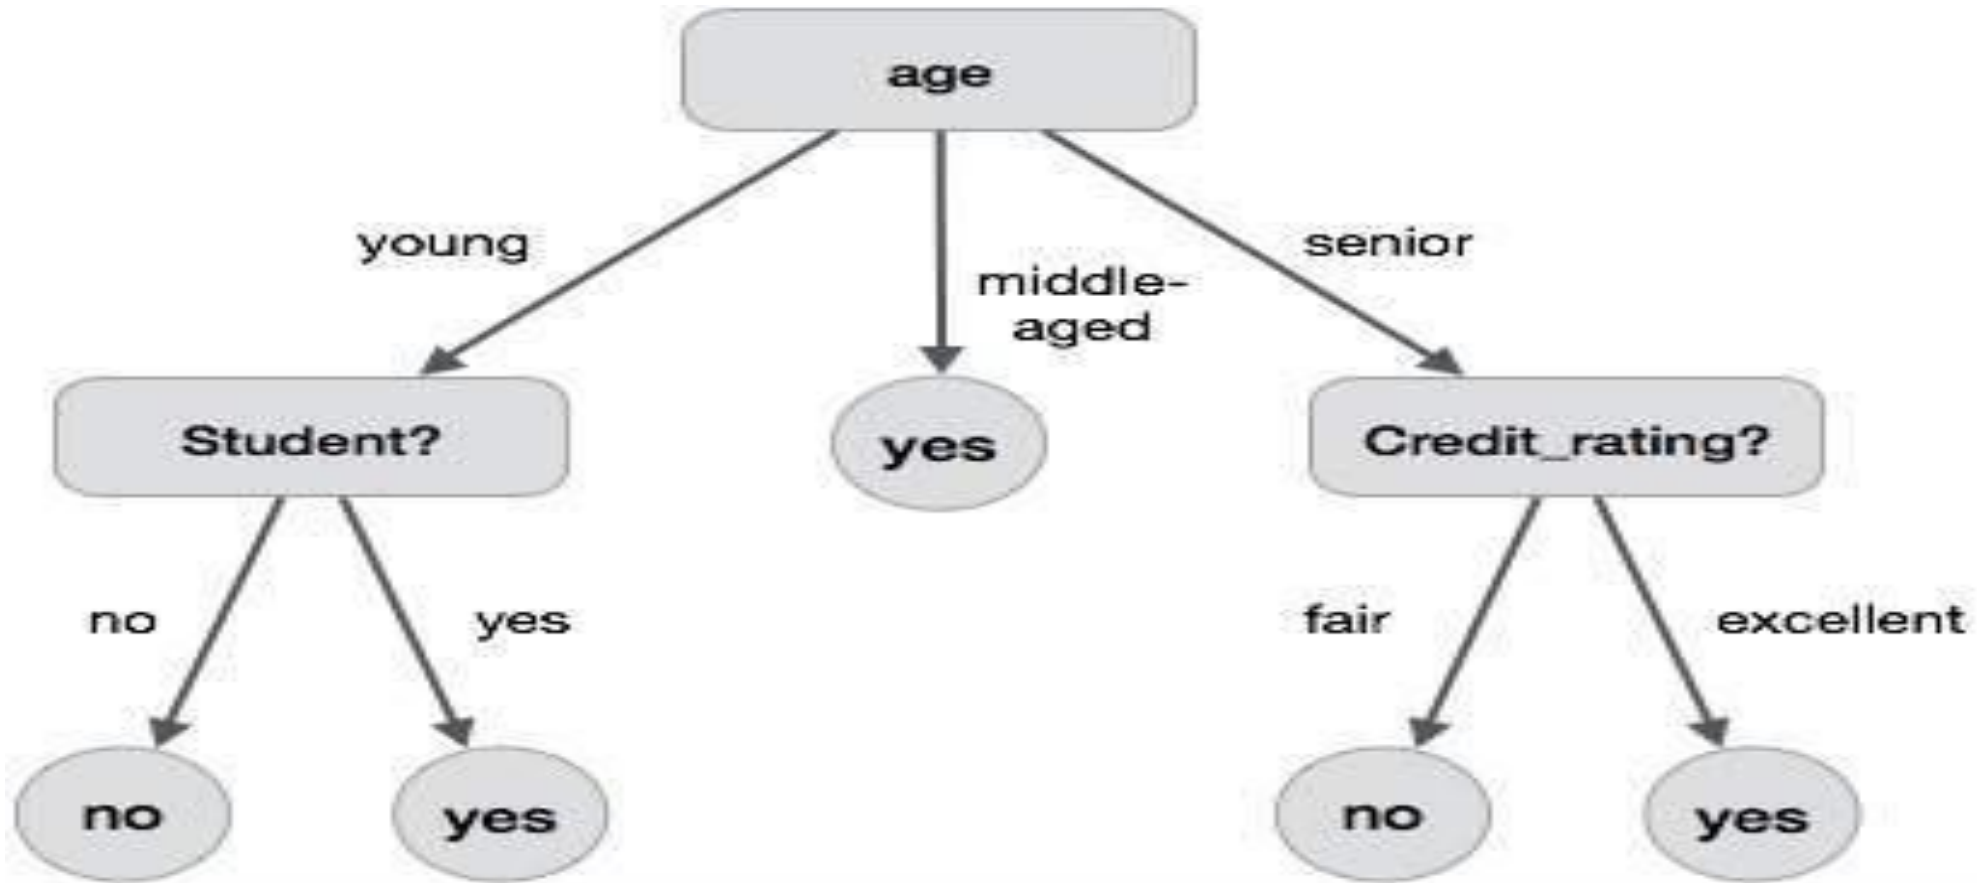 age
young
middle-
aged
senior
Student?
yes
Credit_rating?
no
yes
fair
excellent
no
yes
no
yes